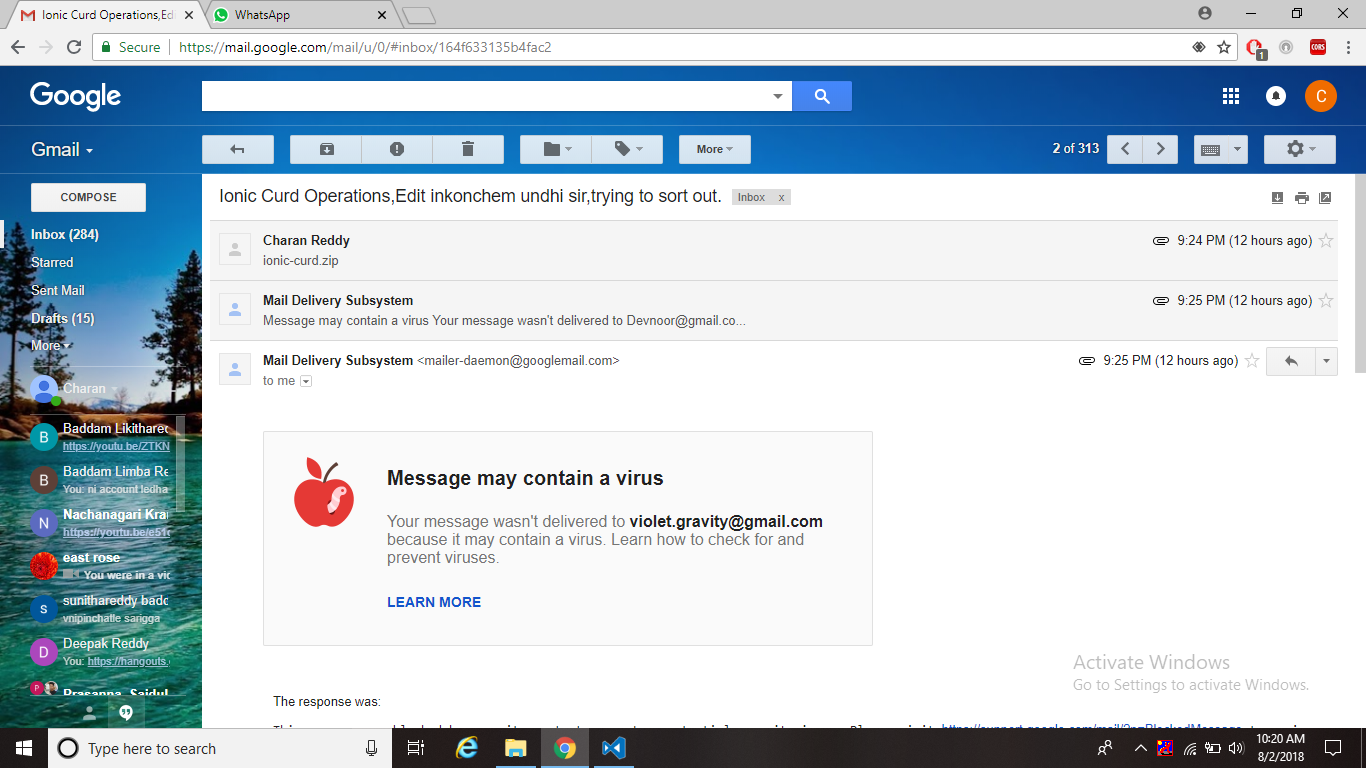 Ionic Curd Operations,Ed
WhatsApp
Secure
https://mail.google.com/mail/u/0/#inbox/164f633135b4fac2
1
CORS
Google
C
Gmail
More
2 of 313
COMPOSE
Ionic Curd Operations,Edit inkonchem undhi sir,trying to sort out.
Inbox x
Inbox (284)
Starred
Sent Mail
Drafts (15)
More
Charan Reddy
9:24 PM (12 hours ago)
ionic-curd.zip
Mail Delivery Subsystem
9:25 PM (12 hours ago)
Message may contain a virus Your message wasn't delivered to Devnoor@gmail.co...
Mail Delivery Subsystem <mailer-daemon@googlemail.com>
9:25 PM (12 hours ago)
to me
Charan
B
Baddam Likithared
https://youtu.be/ZTKN
B
Baddam Limba Re
You: ni account ledha
N
Nachanagari Kra
https://youtu.be/e51
east rose
You were in a vic
s
sunithareddy badd
vnipinchalle sarigga
D
Deepak Reddy
You: https://hangouts.
P
Prasanna, Saidul
Message may contain a virus
Your message wasn't delivered to violet.gravity@gmail.com
because it may contain a virus. Learn how to check for and
prevent viruses.
LEARN MORE
The response was:
Activate Windows
Go to Settings to activate Windows.
Type here to search
10:20 AM
8/2/2018